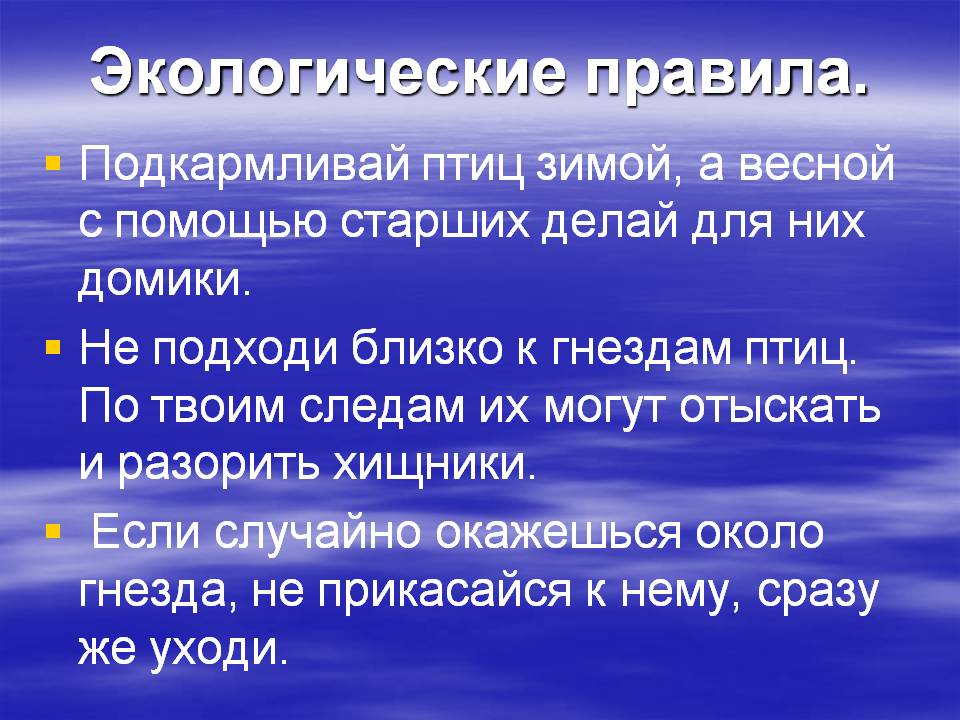 Экологические правила.
Подкармливай птиц зимой, а весной
с помощью старших делай для них
домики.
Не подходи близко к гнездам птиц.
По твоим следам их могут отыскать
и разорить хищники.
Если случайно окажешься около
гнезда, не прикасайся к нему, сразу
же уходи.